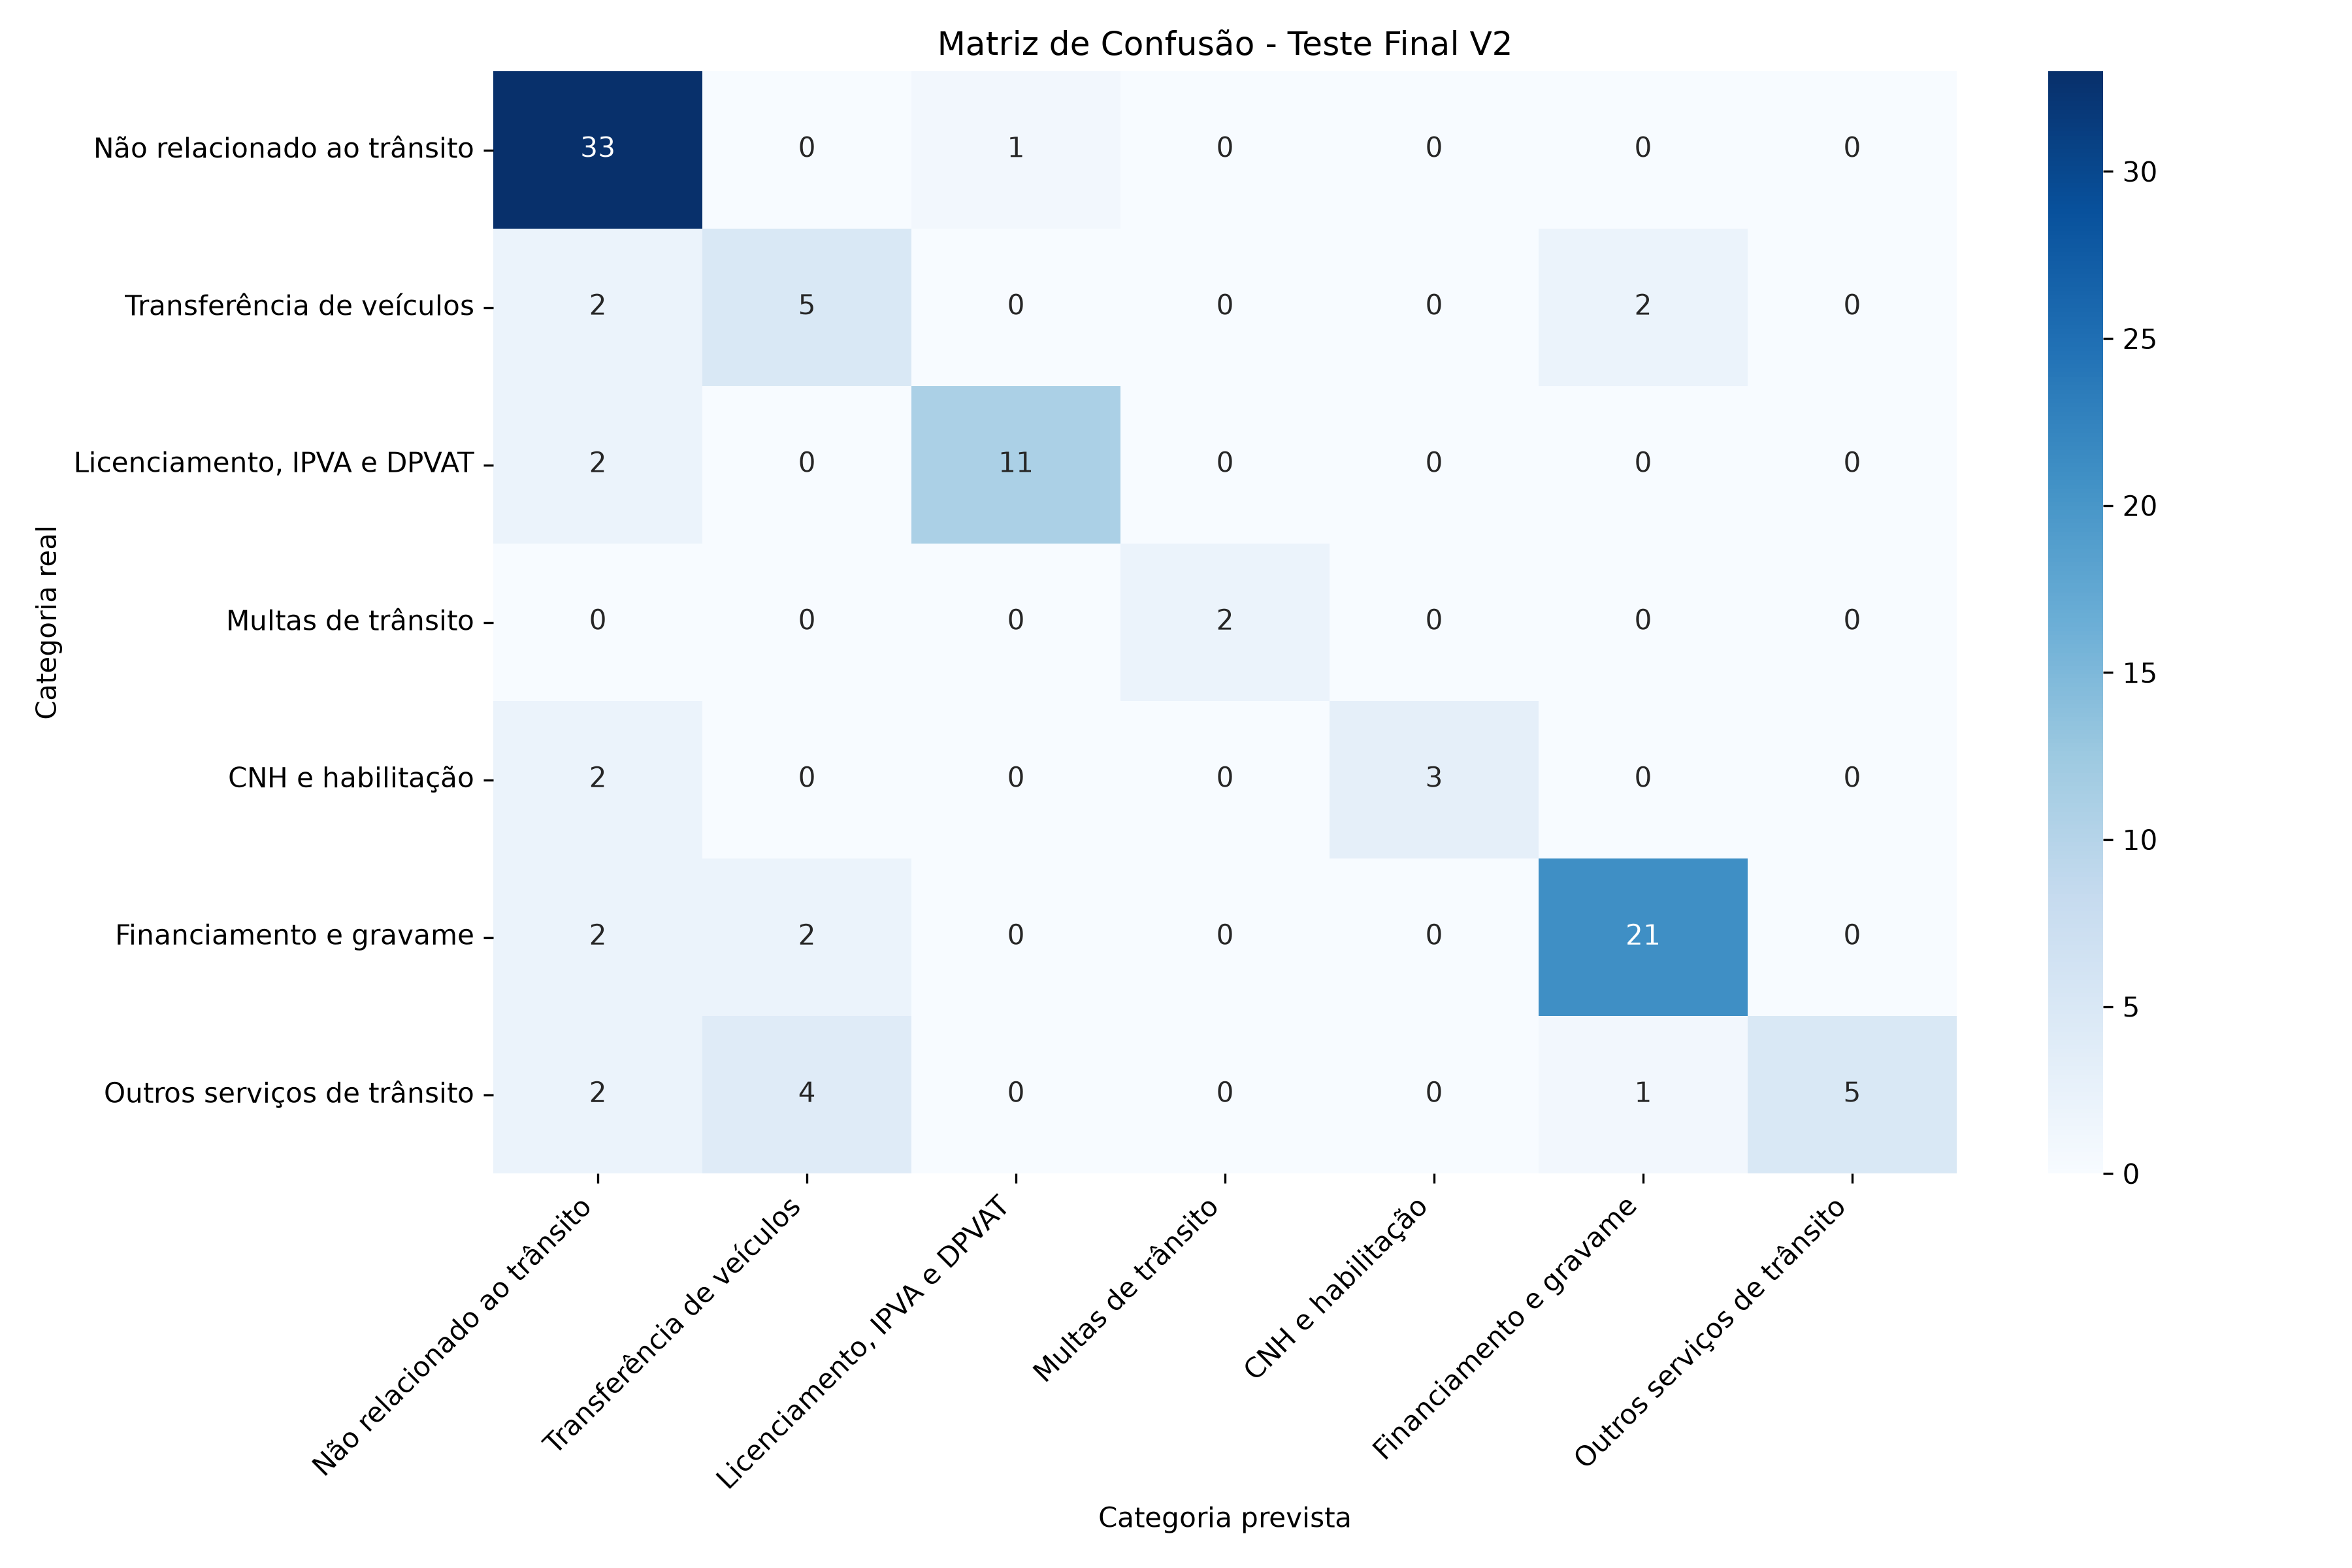 Matriz de Confusão - Teste Final V2
Categoria real
Não relacionado ao trânsito 33 0 1 0 0 0 0
Transferência de veículos 2 5 0 0 0 2 0
Licenciamento, IPVA e DPVAT 2 0 11 0 0 0 0
Multas de trânsito 0 0 0 2 0 0 0
CNH e habilitação 2 0 0 0 3 0 0
Financiamento e gravame 2 2 0 0 0 21 0
Outros serviços de trânsito 2 4 0 0 0 1 5
Não relacionado ao trânsito
Transferência de veículos
Licenciamento, IPVA e DPVAT
Multas de trânsito
CNH e habilitação
Financiamento e gravame
Outros serviços de trânsito
Categoria prevista
30
25
20
15
10
5
0